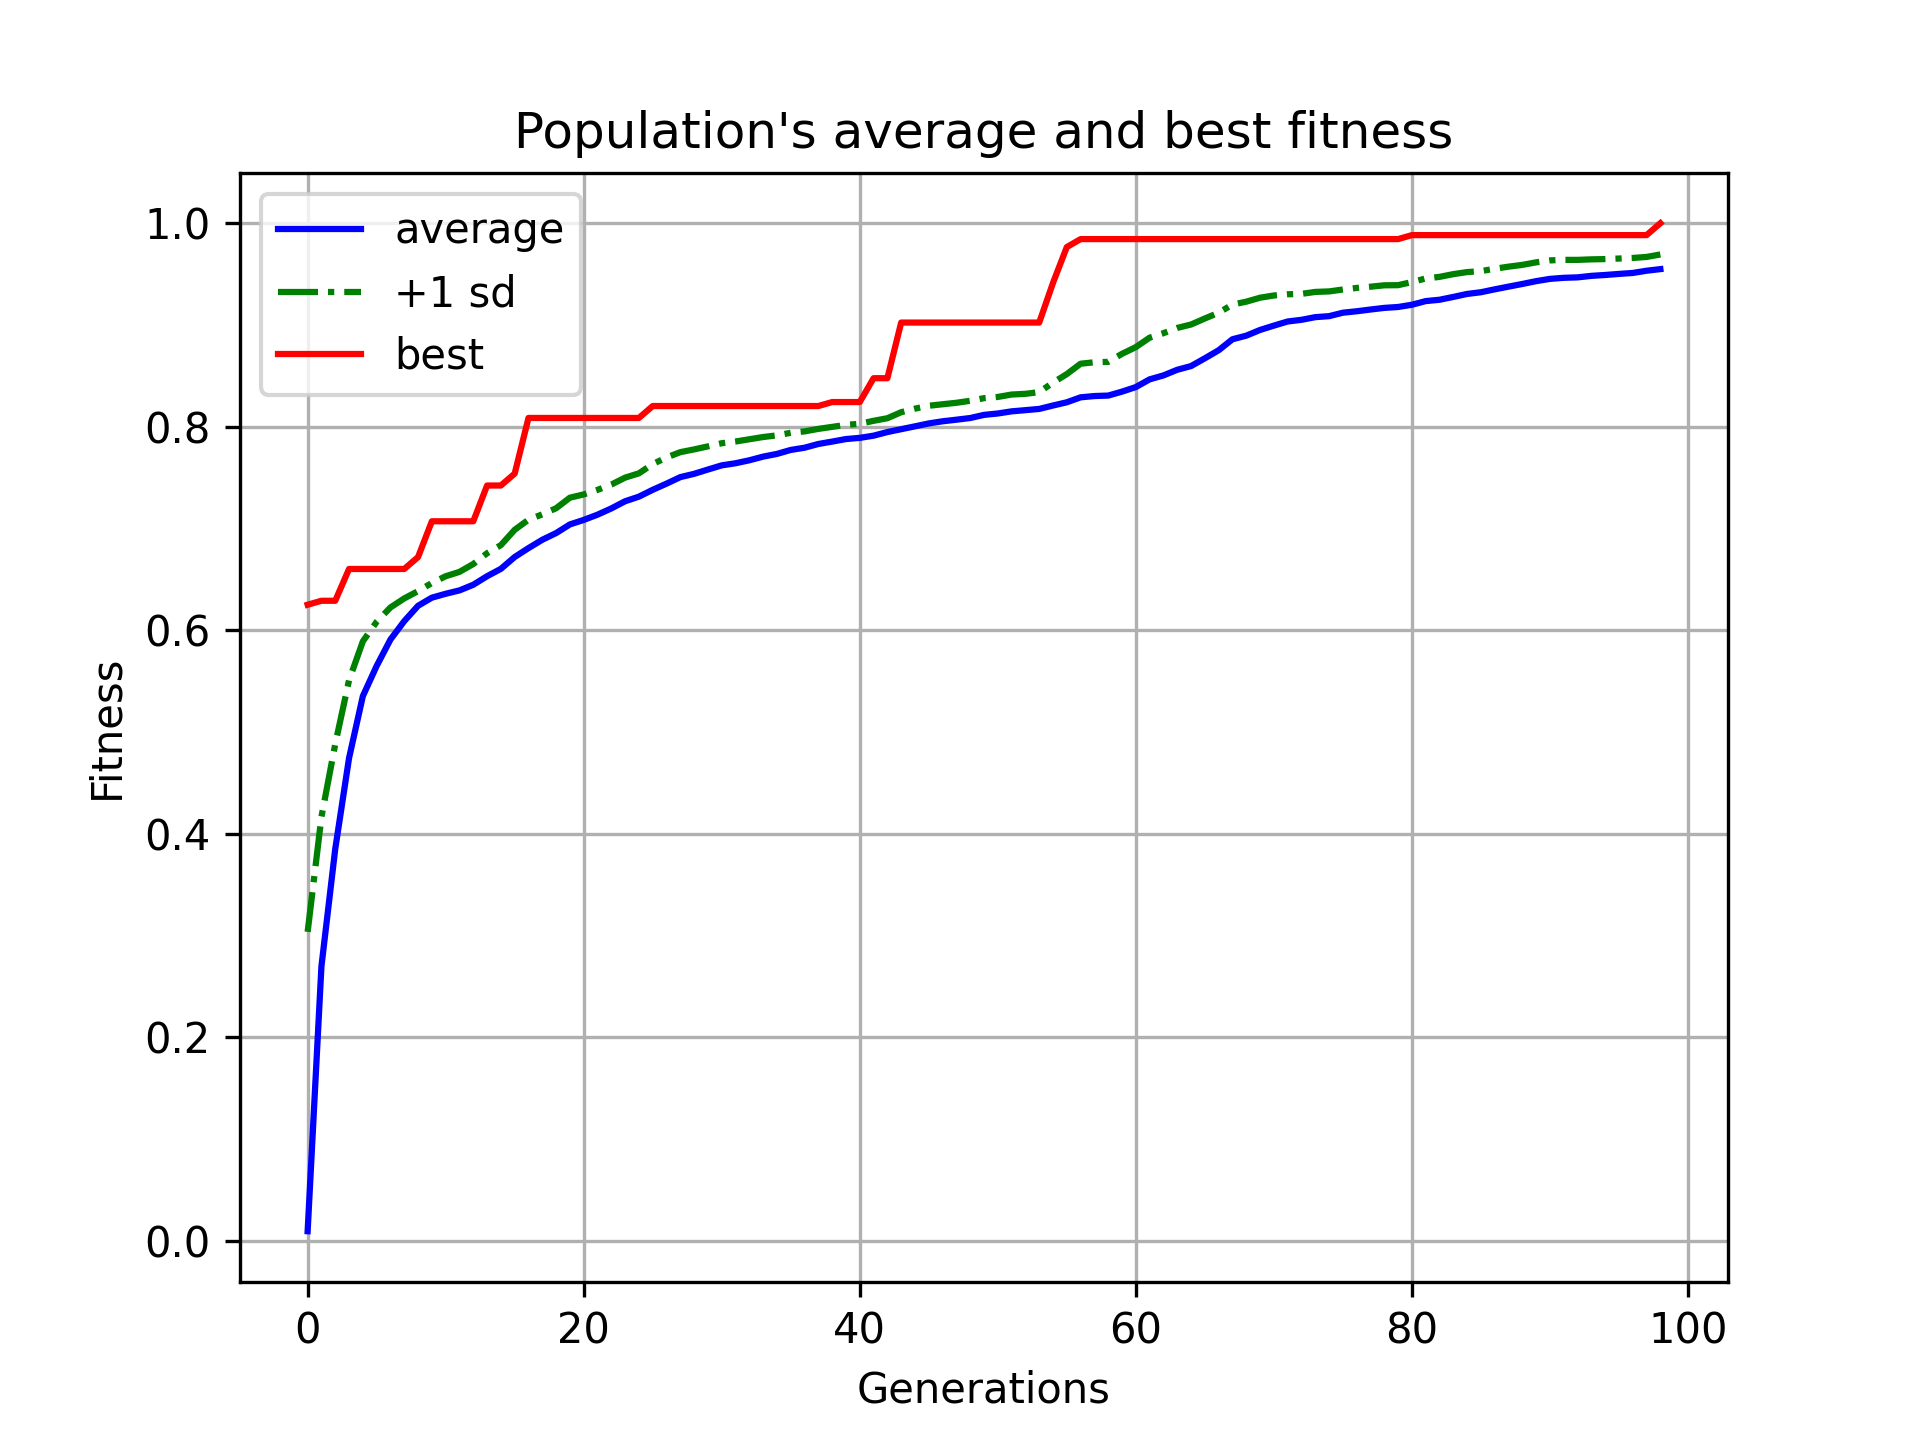 Population's average and best fitness
average
+1 sd
best
1.0
0.8
0.6
0.4
0.2
0.0
Fitness
0 20 40 60 80 100
Generations